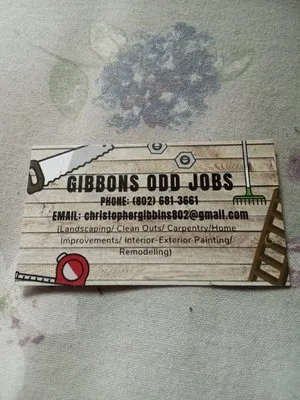 GIBBONS ODD JOBS
PHONE: (802) 681-3661
EMAIL: christophergibbins802@gmail.com
(Landscaping/ Clean Outs/ Carpentry/Home
Improvements/ Interior-Exterior Painting/
Remodeling)